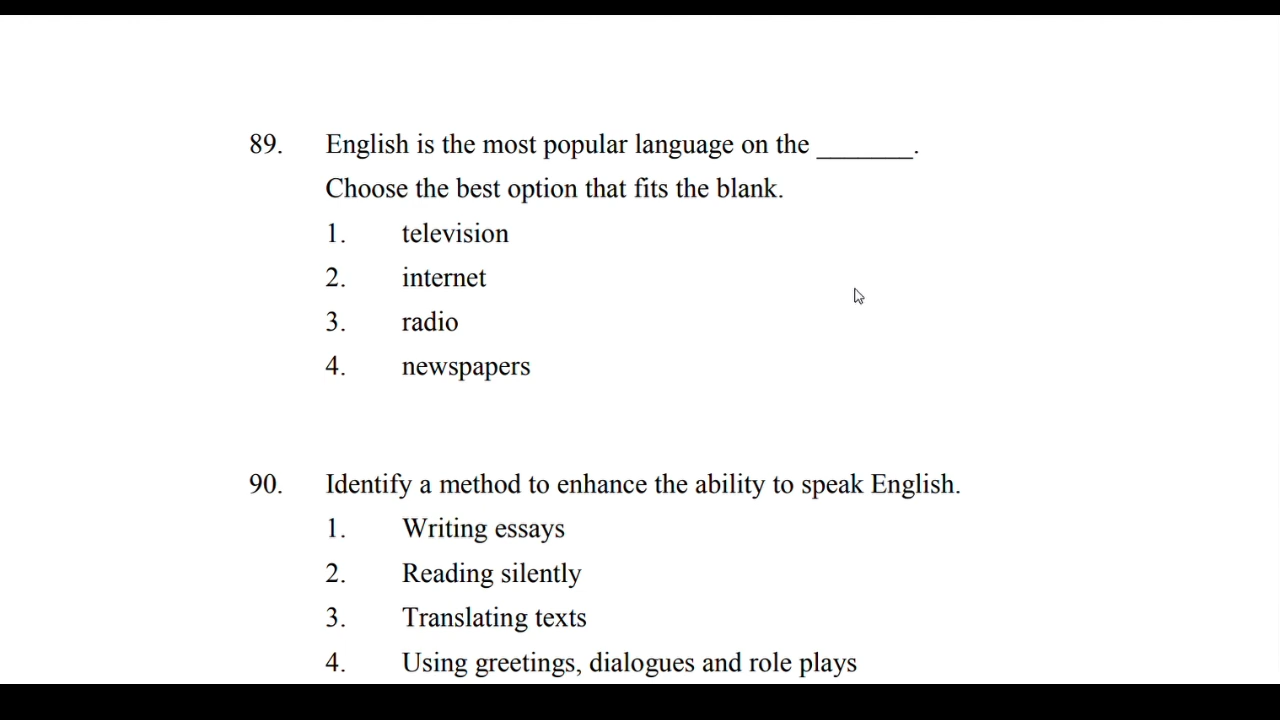 89. English is the most popular language on the _______.
Choose the best option that fits the blank.
1. television
2. internet
3. radio
4. newspapers
90. Identify a method to enhance the ability to speak English.
1. Writing essays
2. Reading silently
3. Translating texts
4. Using greetings, dialogues and role plays